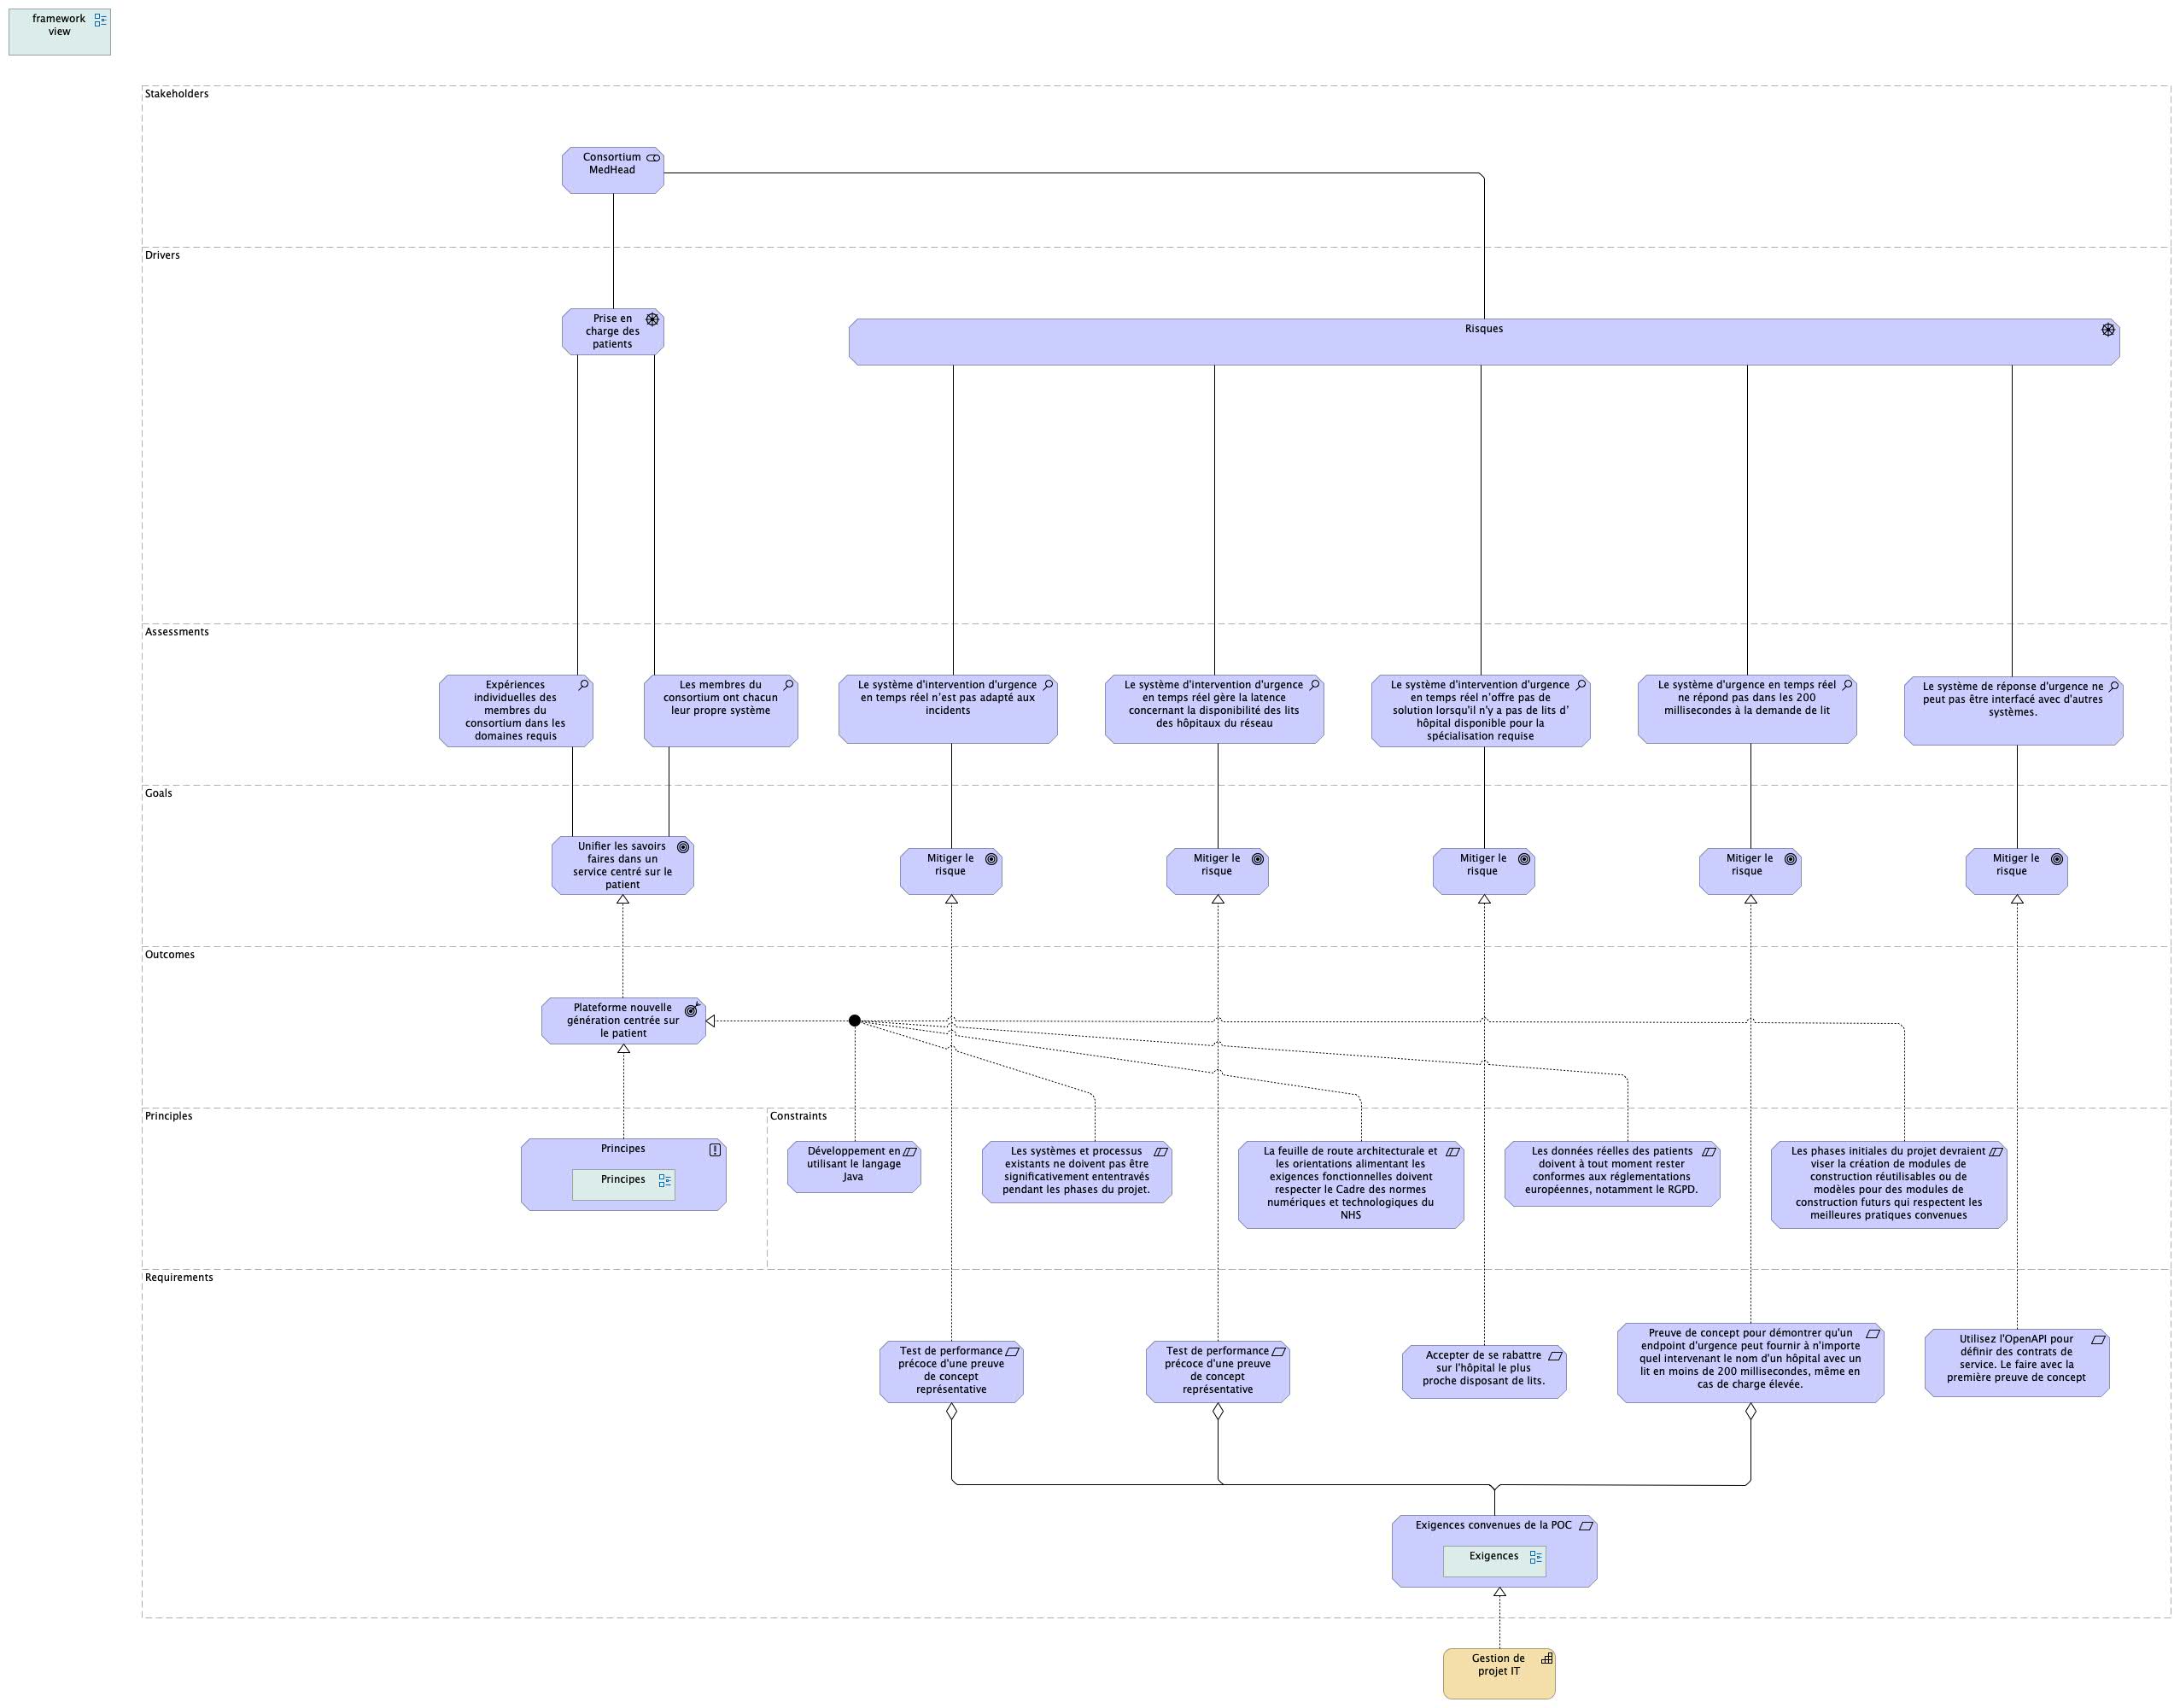 framework
view
Stakeholders
Consortium
MedHead
Drivers
Prise en
charge des
patients
Risques
Assessments
Expériences
individuelles des
membres du
consortium dans les
domaines requis
Les membres du
consortium ont chacun
leur propre système
Le système d'intervention d'urgence
en temps réel n'est pas adapté aux
incidents
Le système d'intervention d'urgence
en temps réel gère la latence
concernant la disponibilité des lits
des hôpitaux du réseau
Le système d'intervention d'urgence
en temps réel n'offre pas de
solution lorsqu'il n'y a pas de lits d'
hôpital disponible pour la
spécialisation requise
Le système d'urgence en temps réel
ne répond pas dans les 200
millisecondes à la demande de lit
Le système de réponse d'urgence ne
peut pas être interfacé avec d'autres
systèmes.
Goals
Unifier les savoirs
faires dans un
service centré sur le
patient
Mitiger le
risque
Mitiger le
risque
Mitiger le
risque
Mitiger le
risque
Mitiger le
risque
Outcomes
Plateforme nouvelle
génération centrée sur
le patient
Principles
Principes
Principes
Constraints
Développement en
utilisant le langage
Java
Les systèmes et processus
existants ne doivent pas être
significativement ententravés
pendant les phases du projet.
La feuille de route architecturale et
les orientations alimentant les
exigences fonctionnelles doivent
respecter le Cadre des normes
numériques et technologiques du
NHS
Les données réelles des patients
doivent à tout moment rester
conformes aux réglementations
européennes, notamment le RGPD.
Les phases initiales du projet devraient
viser la création de modules de
construction réutilisables ou de
modèles pour des modules de
construction futurs qui respectent les
meilleures pratiques convenues
Requirements
Test de performance
précoce d'une preuve
de concept
représentative
Test de performance
précoce d'une preuve
de concept
représentative
Accepter de se rabattre
sur l'hôpital le plus
proche disposant de lits.
Preuve de concept pour démontrer qu'un
endpoint d'urgence peut fournir à n'importe
quel intervenant le nom d'un hôpital avec un
lit en moins de 200 millisecondes, même en
cas de charge élevée.
Utilisez l'OpenAPI pour
définir des contrats de
service. Le faire avec la
première preuve de concept
Exigences convenues de la POC
Exigences
Gestion de
projet IT